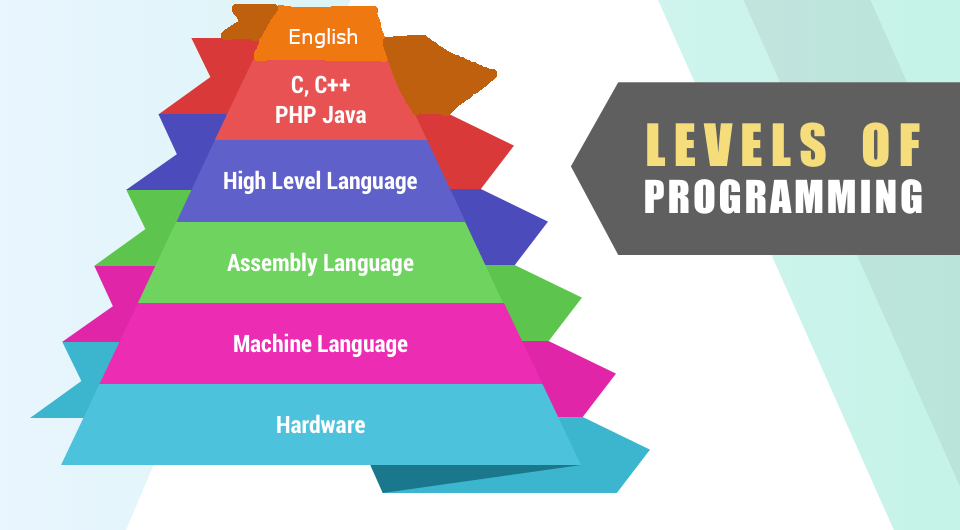 English
C, C++
PHP Java
High Level Language
Assembly Language
Machine Language
Hardware
LEVELS OF
PROGRAMMING